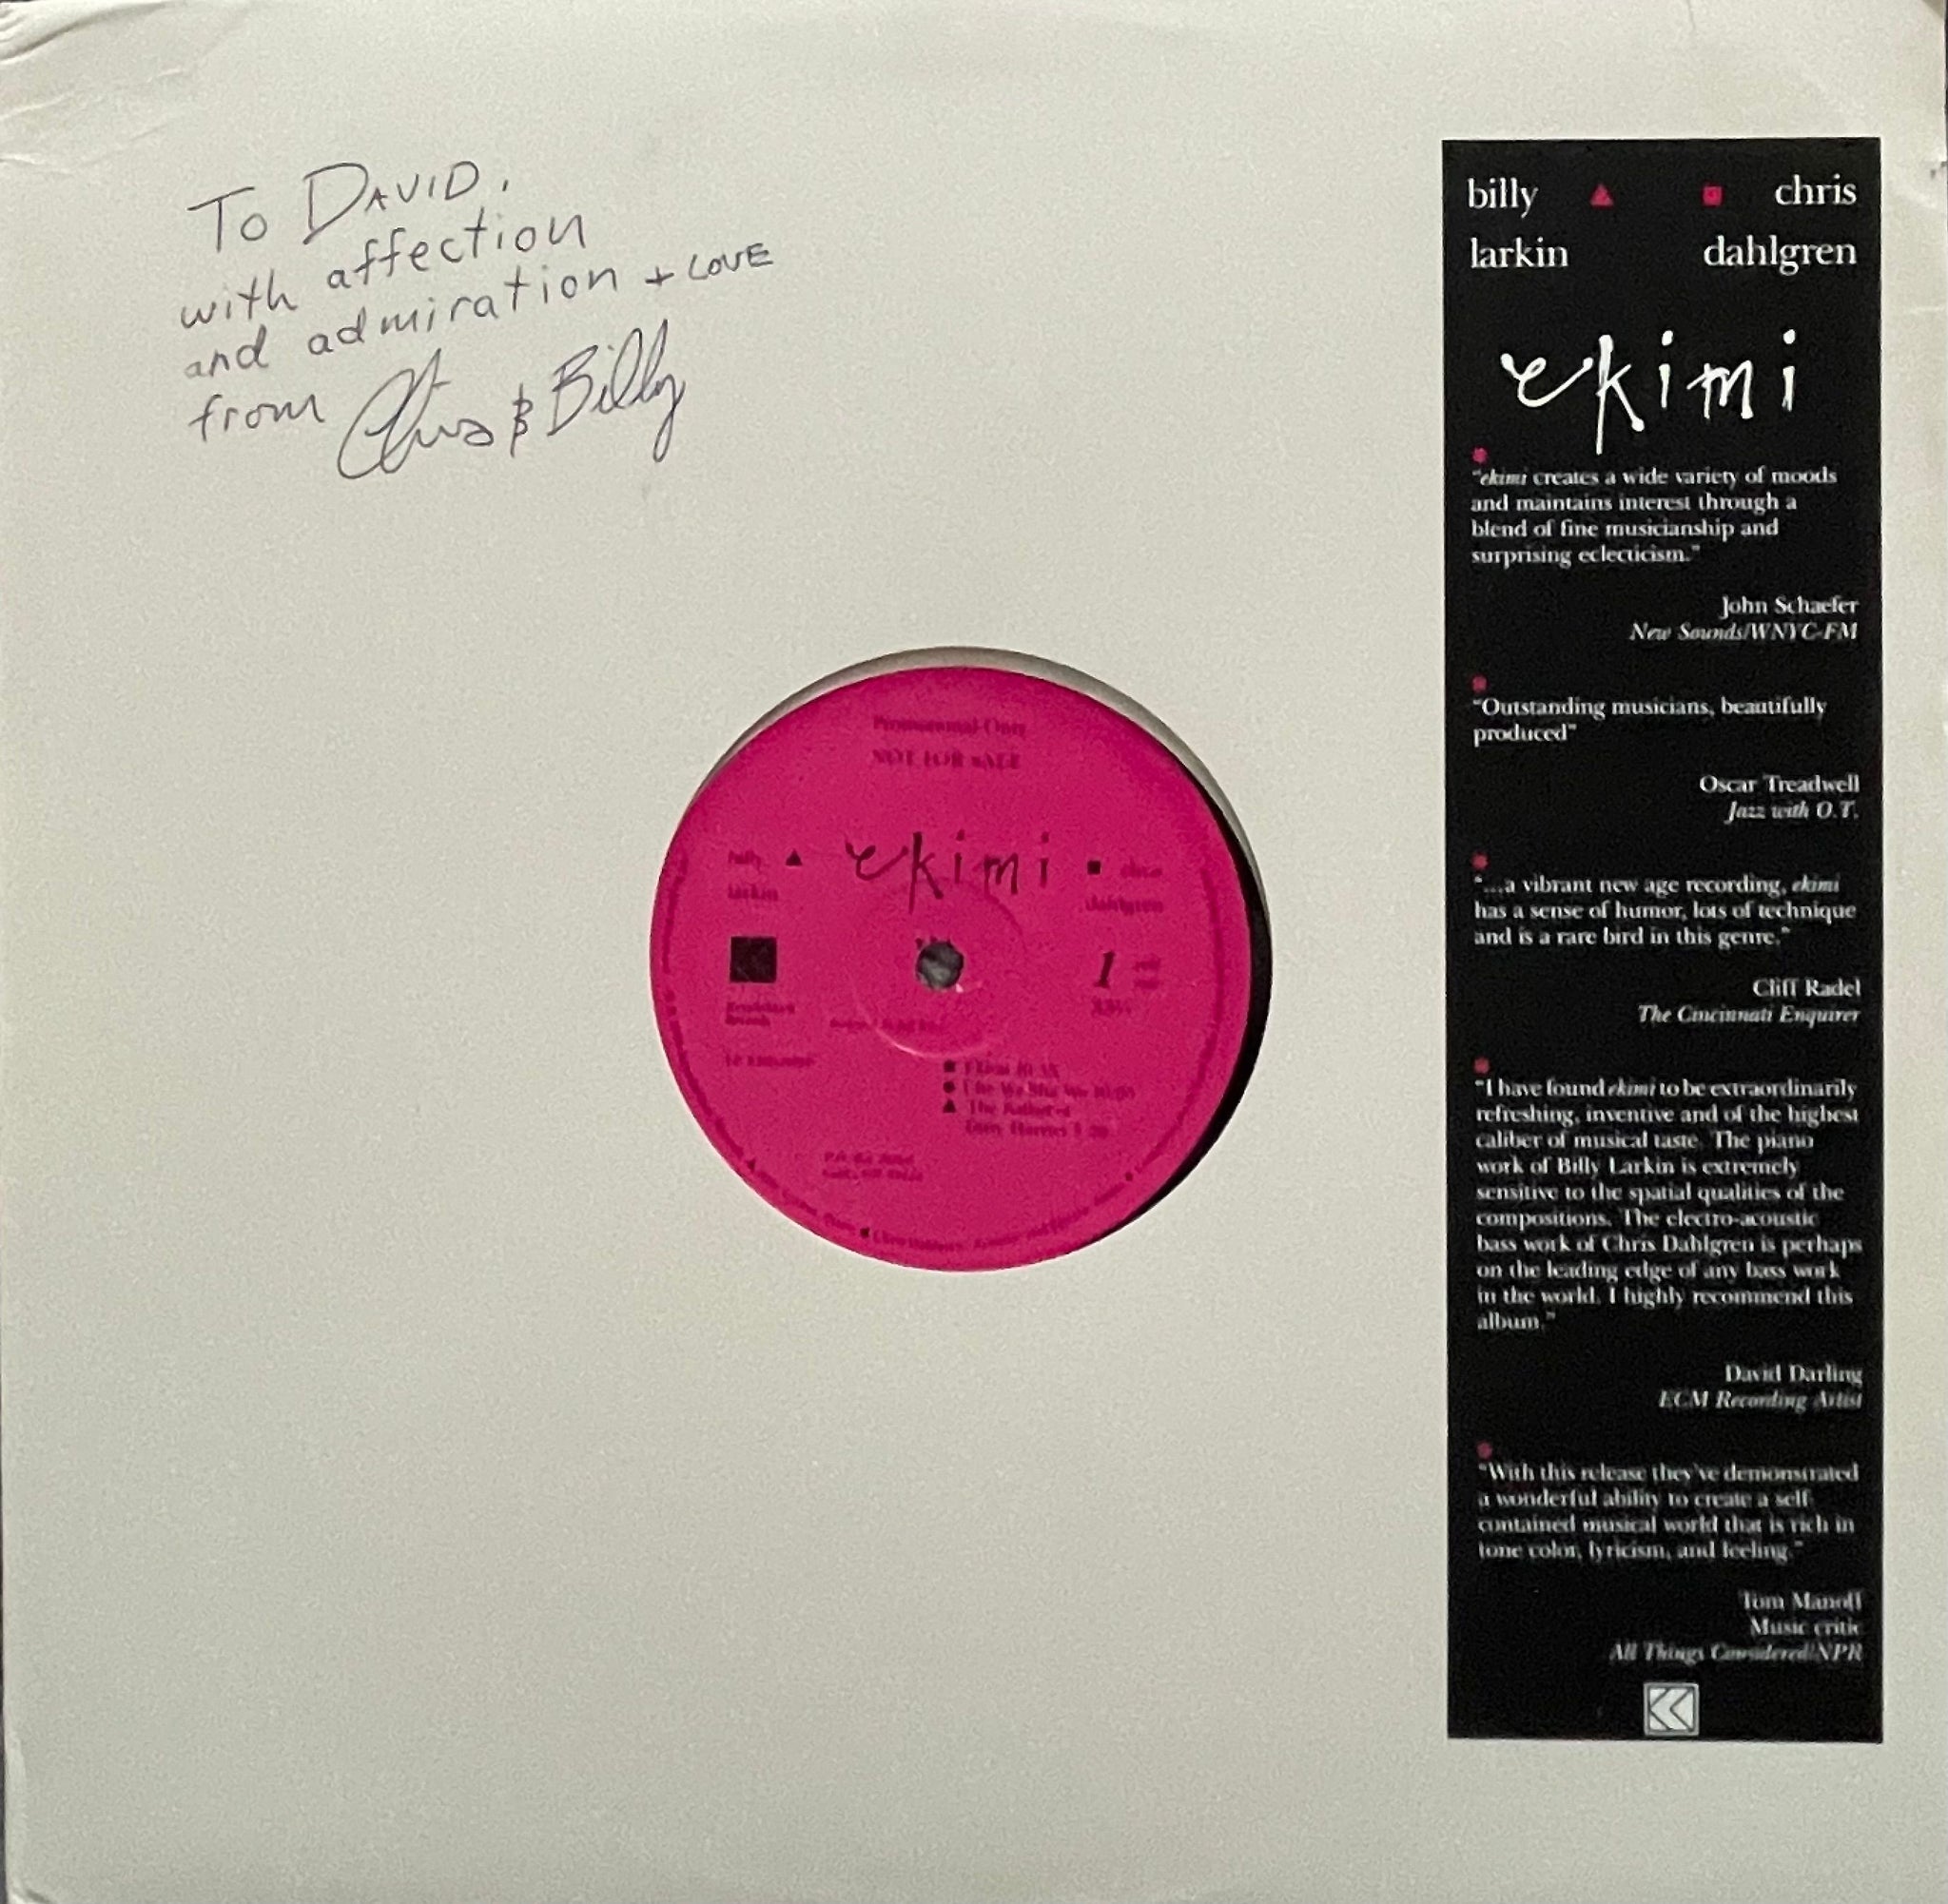 To DAVID,
with affection
and admiration + LOVE
from Chris & Billy
billy ▲ ■ chris
larkin dahlgren
ekimi
"ekimi creates a wide variety of moods
and maintains interest through a
blend of fine musicianship and
surprising eclecticism."
John Schaefer
New Sounds/WNYC-FM
"Outstanding musicians, beautifully
produced"
Oscar Treadwell
Jazz with O.T.
"...a vibrant new age recording, ekimi
has a sense of humor, lots of technique
and is a rare bird in this genre."
Cliff Radel
The Cincinnati Enquirer
"I have found ekimi to be extraordinarily
refreshing, inventive and of the highest
caliber of musical taste. The piano
work of Billy Larkin is extremely
sensitive to the spatial qualities of the
compositions. The electro-acoustic
bass work of Chris Dahlgren is perhaps
on the leading edge of any bass work
in the world. I highly recommend this
album."
David Darling
ECM Recording Artist
"With this release they've demonstrated
a wonderful ability to create a self-
contained musical world that is rich in
tone color, lyricism, and feeling."
Tom Manoff
Music critic
All Things Considered/NPR
Promotional Only
NOT FOR SALE
billy ▲ ekimi ■ chris
larkin dahlgren
1
Records
The